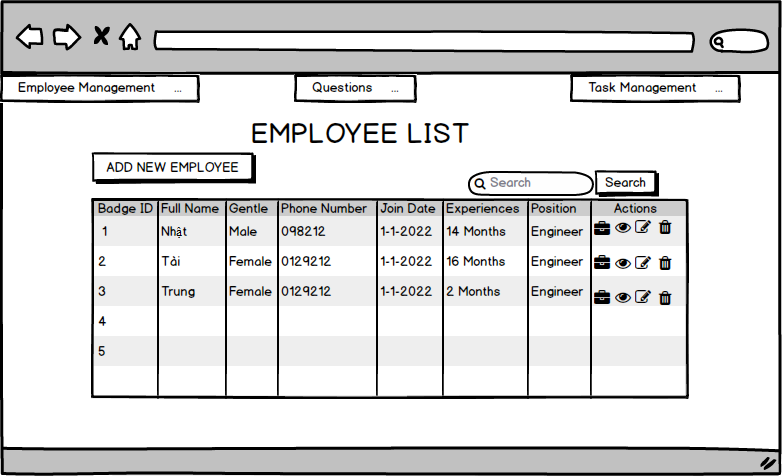 Employee Management ...
Questions ...
Task Management ...
EMPLOYEE LIST
ADD NEW EMPLOYEE
Search
Search
Badge ID Full Name Gentle Phone Number Join Date Experiences Position Actions
1 Nhật Male 098212 1-1-2022 14 Months Engineer
2 Tài Female 0129212 1-1-2022 16 Months Engineer
3 Trung Female 0129212 1-1-2022 2 Months Engineer
4
5